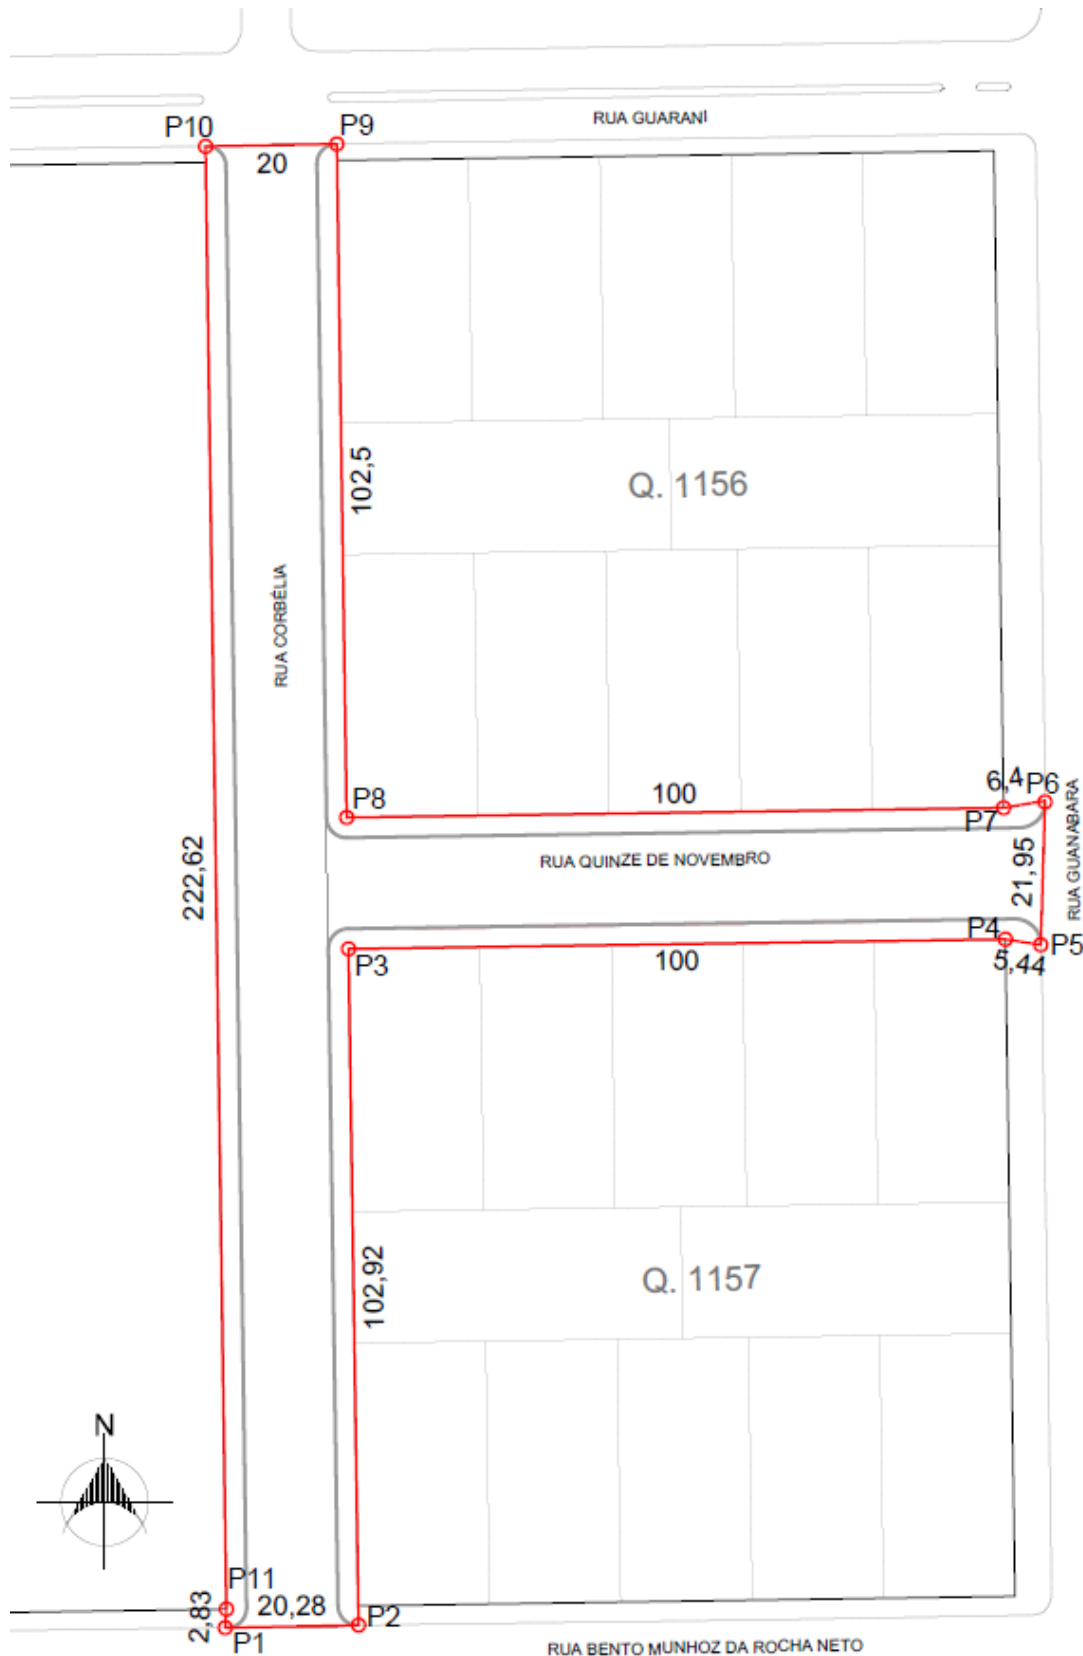 RUA GUARANÍ
P10
P9
20
102,5
Q. 1156
RUA CORBÉLIA
P8
100
6,4
P6
P7
RUA GUANABARA
222,62
RUA QUINZE DE NOVEMBRO
21,95
P4
P5
P3
100
5,44
102,92
Q. 1157
N
P11
2,83
20,28
P1
P2
RUA BENTO MUNHOZ DA ROCHA NETO